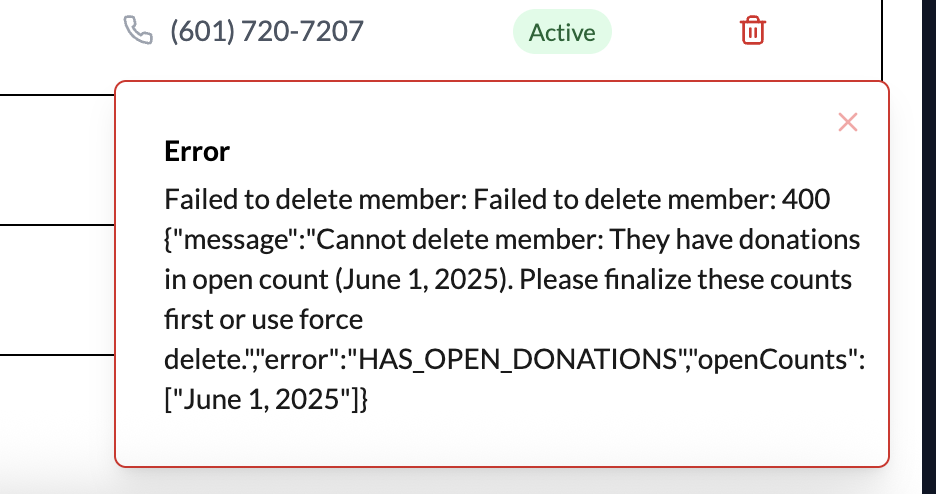 (601) 720-7207
Active
Error
Failed to delete member: Failed to delete member: 400
{"message":"Cannot delete member: They have donations
in open count (June 1, 2025). Please finalize these counts
first or use force
delete.","error":"HAS_OPEN_DONATIONS","openCounts":
["June 1, 2025"]}